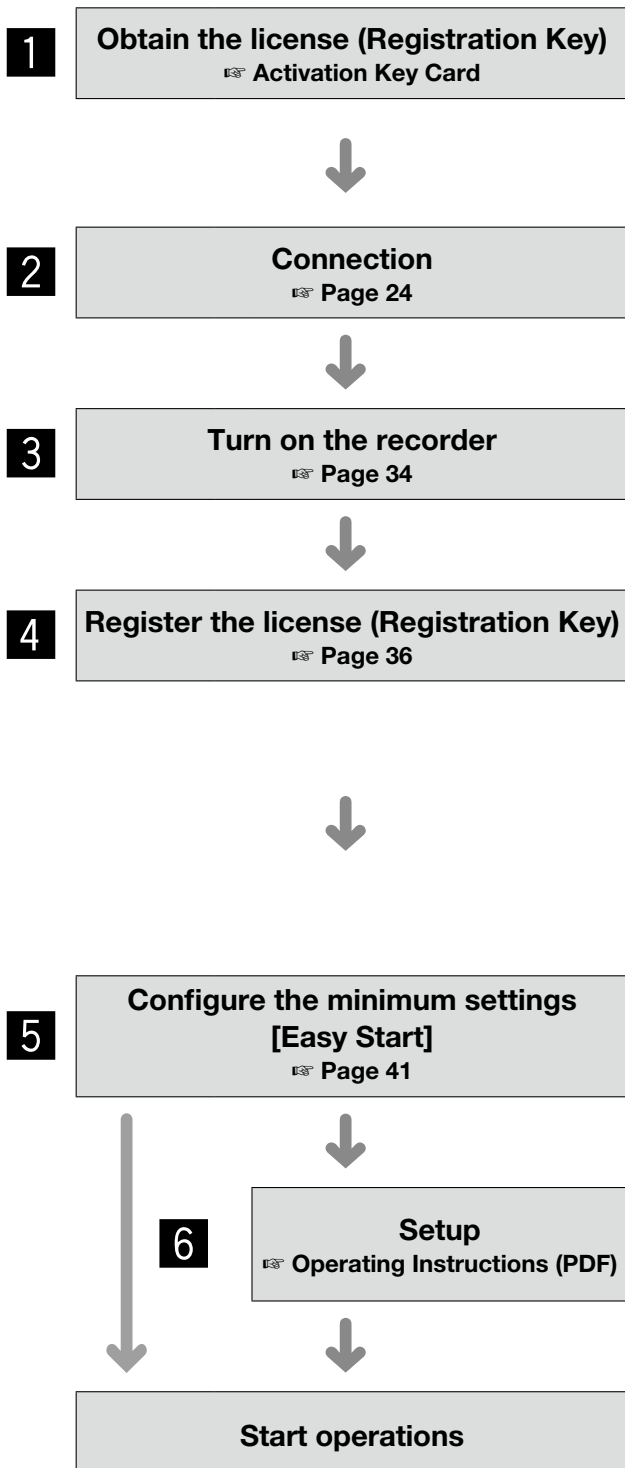 1
Obtain the license (Registration Key)
☞ Activation Key Card
2
Connection
☞ Page 24
3
Turn on the recorder
☞ Page 34
4
Register the license (Registration Key)
☞ Page 36
5
Configure the minimum settings
[Easy Start]
☞ Page 41
6
Setup
☞ Operating Instructions (PDF)
Start operations